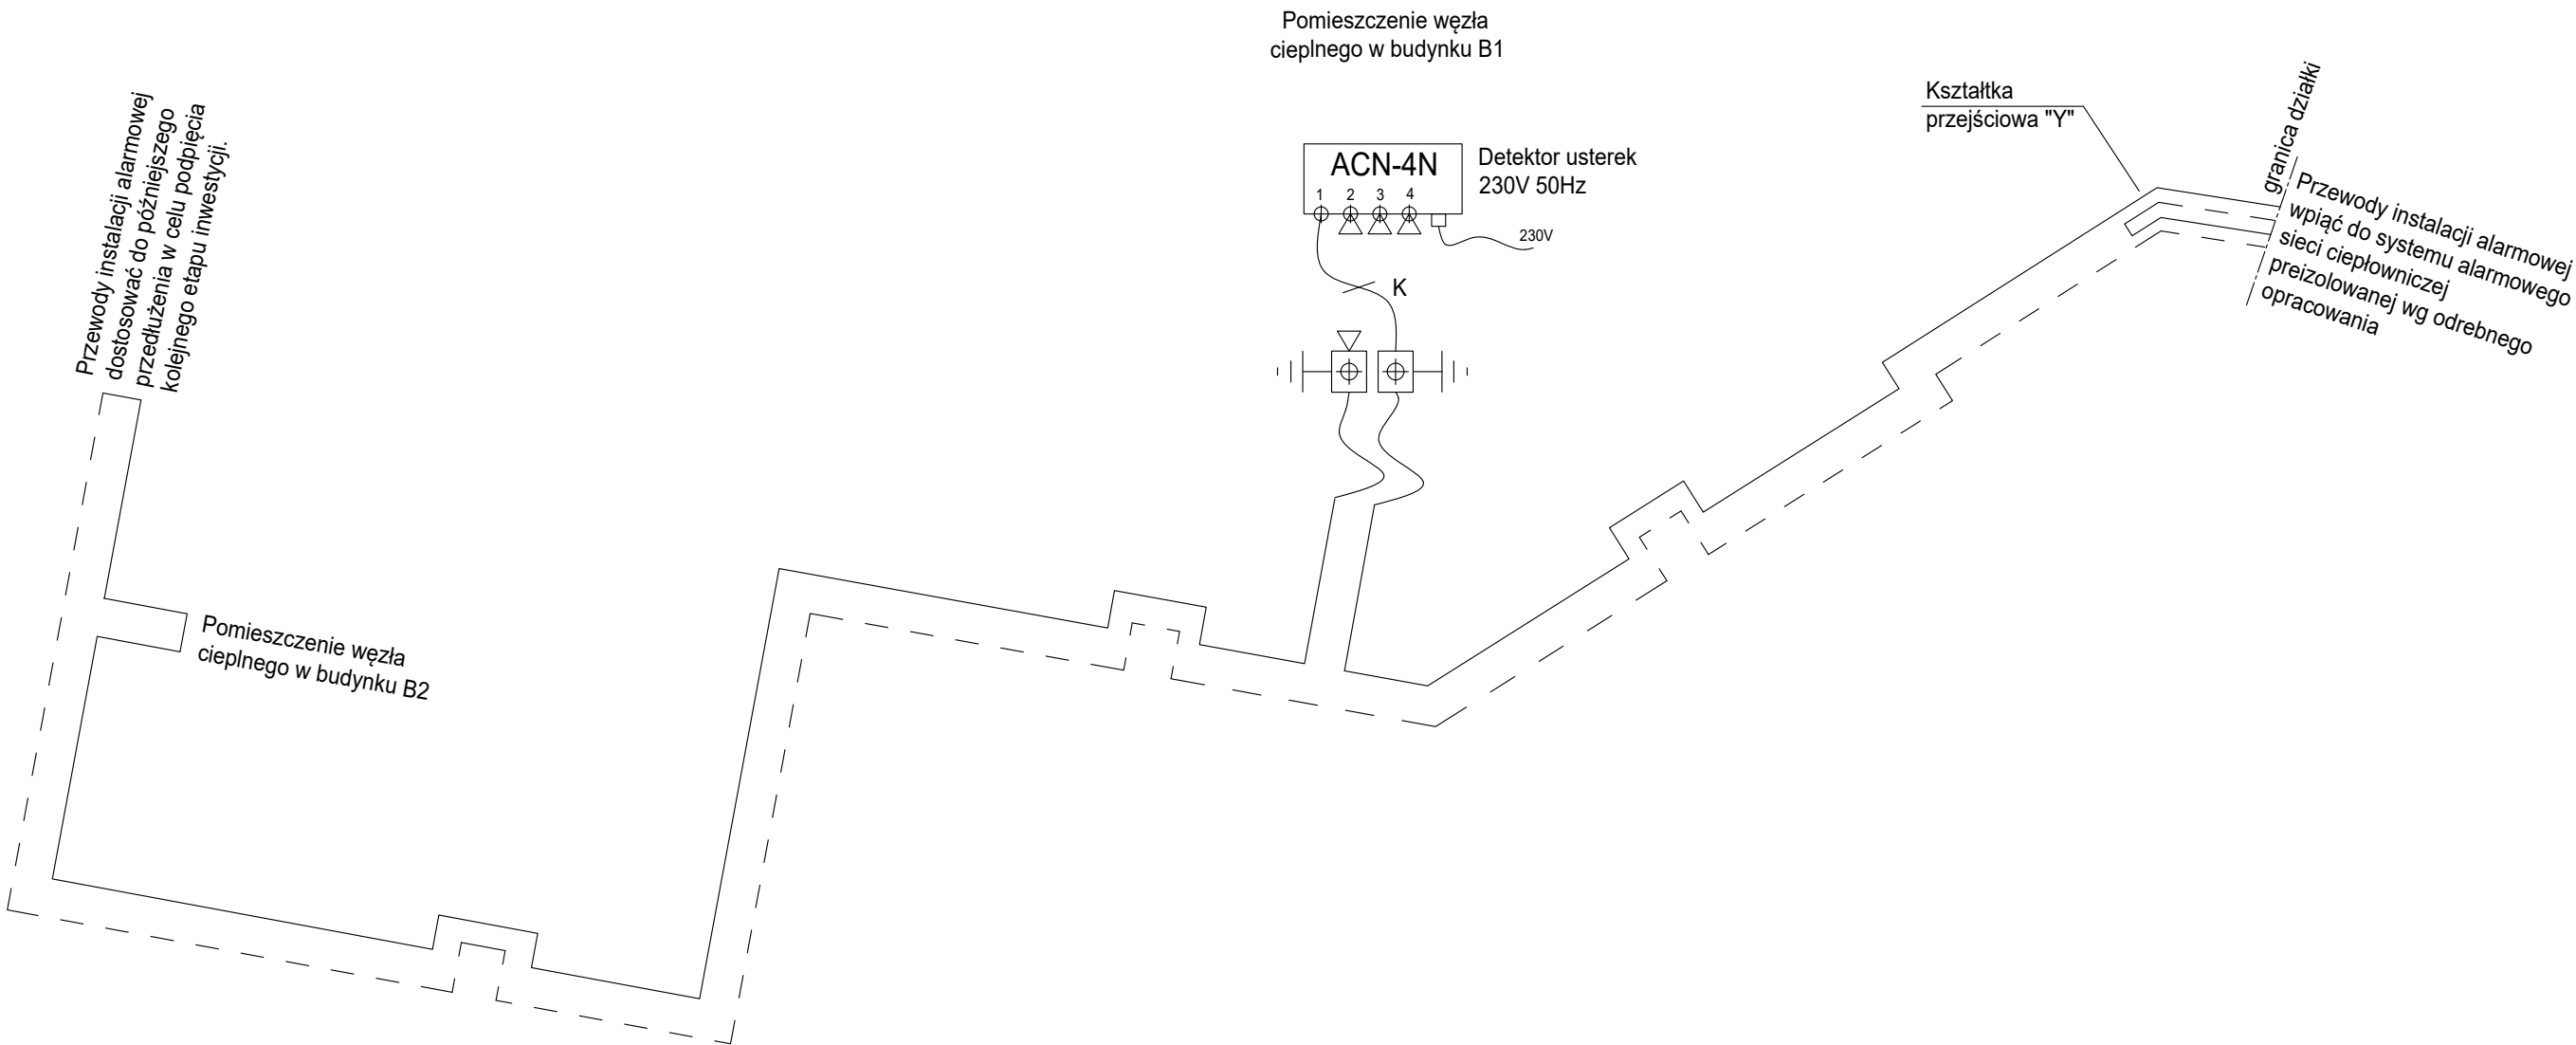 Pomieszczenie węzła
cieplnego w budynku B1
Przewody instalacji alarmowej
dostosować do późniejszego
przedłużenia w celu podpięcia
kolejnego etapu inwestycji.
ACN-4N
1 2 3 4
Detektor usterek
230V 50Hz
230V
K
Kształtka
przejściowa "Y"
granica działki
Przewody instalacji alarmowej
wpiąć do systemu alarmowego
sieci ciepłowniczej
preizolowanej wg odrebnego
opracowania
Pomieszczenie węzła
cieplnego w budynku B2